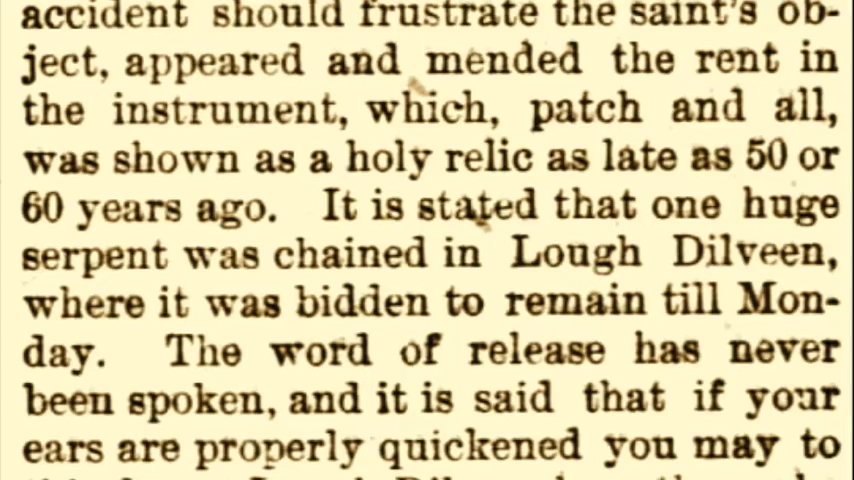 accident should frustrate the saint's ob-
ject, appeared and mended the rent in
the instrument, which, patch and all,
was shown as a holy relic as late as 50 or
60 years ago. It is stated that one huge
serpent was chained in Lough Dilveen,
where it was bidden to remain till Mon-
day. The word of release has never
been spoken, and it is said that if your
ears are properly quickened you may to